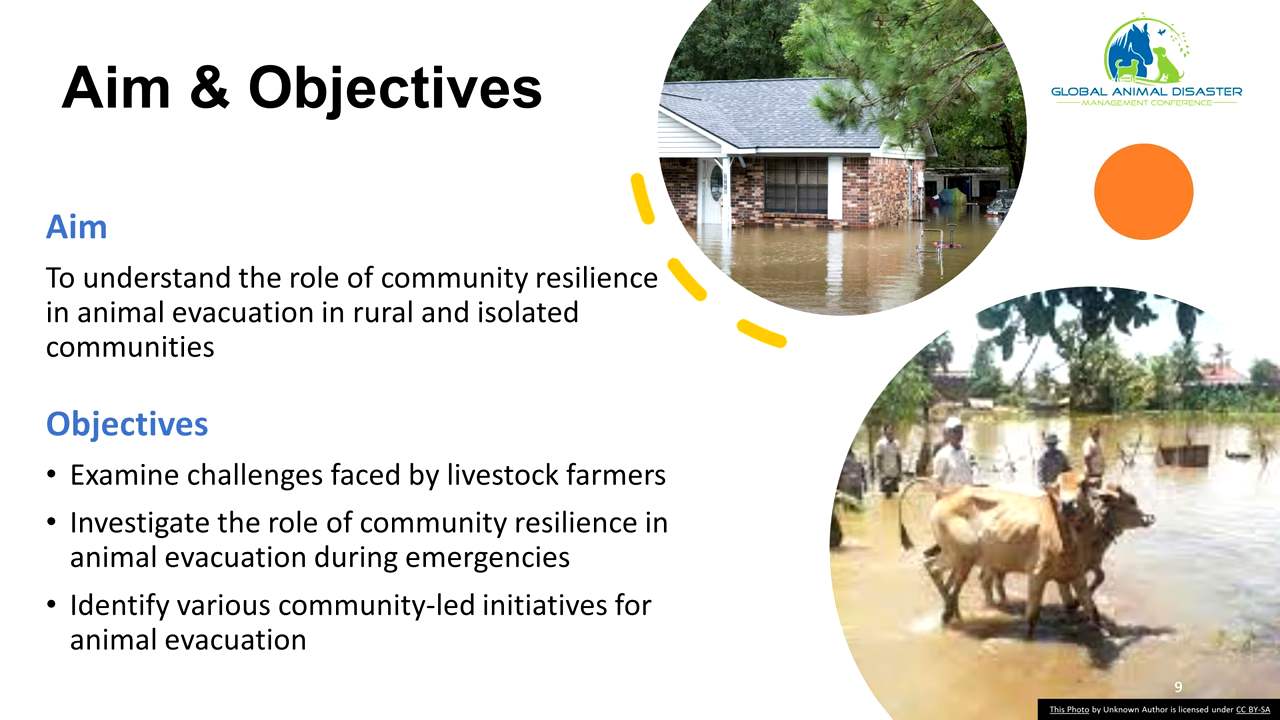 Aim & Objectives
GLOBAL ANIMAL DISASTER
MANAGEMENT CONFERENCE
Aim
To understand the role of community resilience
in animal evacuation in rural and isolated
communities
Objectives
• Examine challenges faced by livestock farmers
• Investigate the role of community resilience in
animal evacuation during emergencies
• Identify various community-led initiatives for
animal evacuation
9
This Photo by Unknown Author is licensed under CC BY-SA